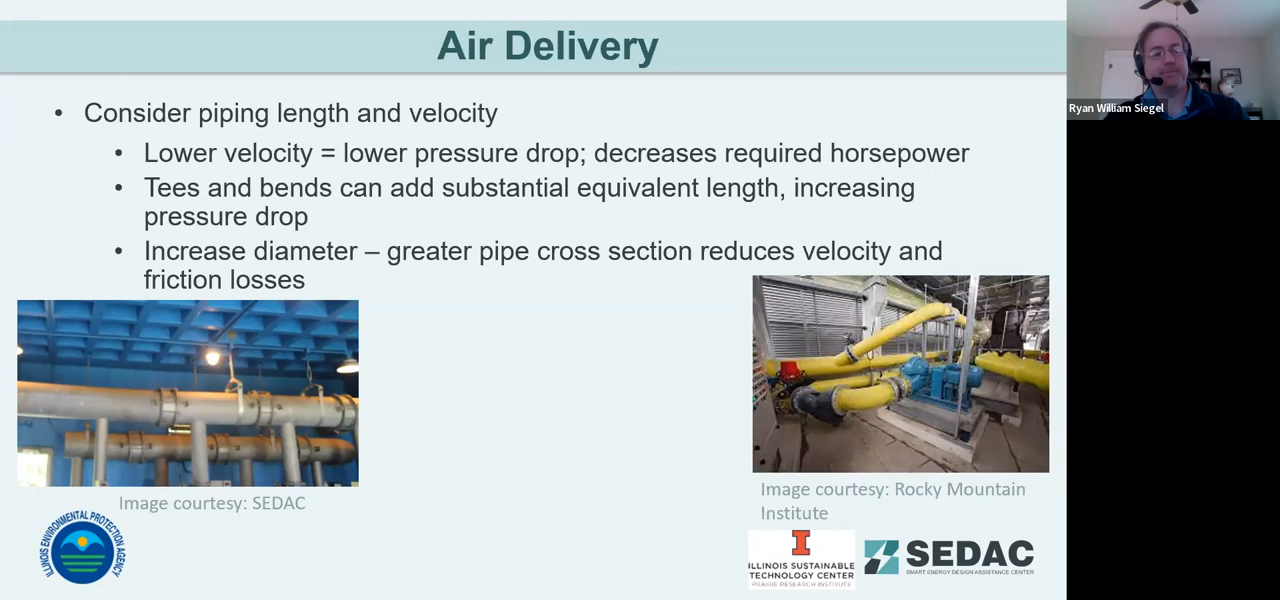 Air Delivery
Ryan William Siegel
• Consider piping length and velocity
• Lower velocity = lower pressure drop; decreases required horsepower
• Tees and bends can add substantial equivalent length, increasing
pressure drop
• Increase diameter – greater pipe cross section reduces velocity and
friction losses
Image courtesy: SEDAC
Image courtesy: Rocky Mountain
Institute
ILLINOIS ENVIRONMENTAL PROTECTION AGENCY
ILLINOIS SUSTAINABLE
TECHNOLOGY CENTER
PRAIRIE RESEARCH INSTITUTE
SEDAC
SMART ENERGY DESIGN ASSISTANCE CENTER